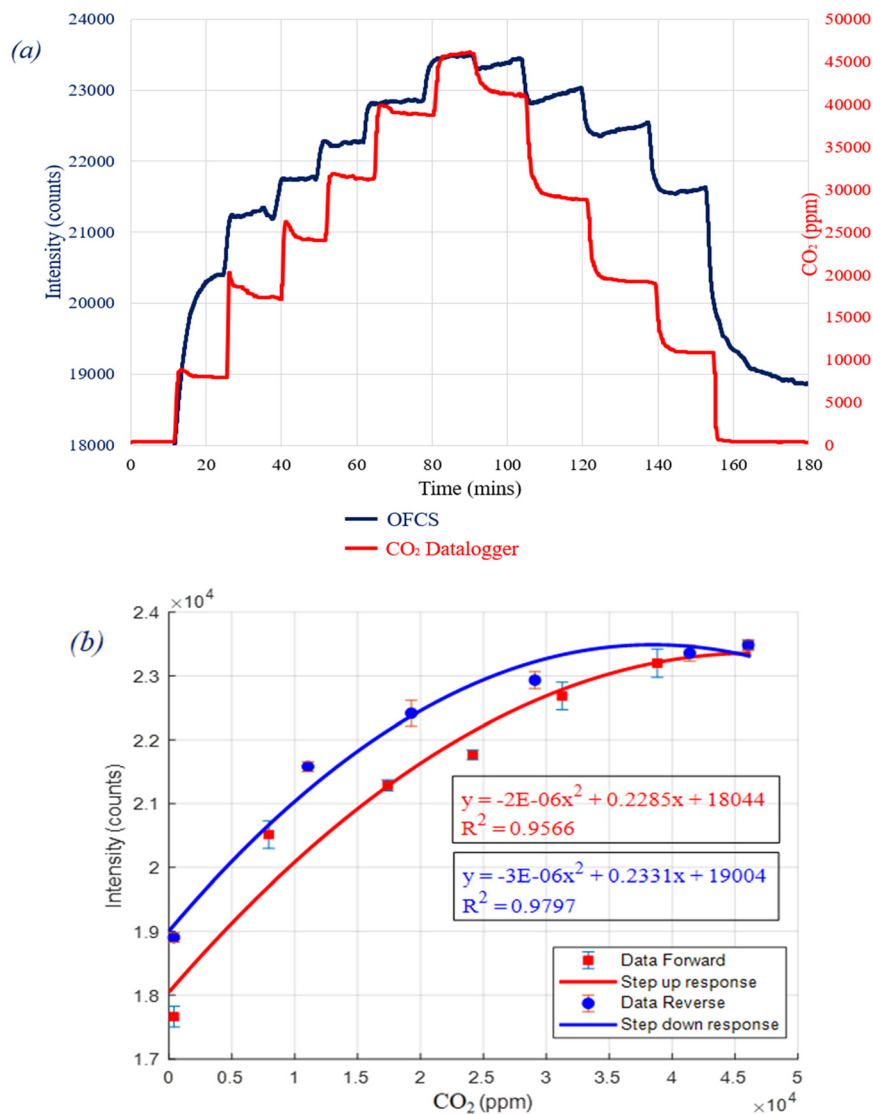 (a)
24000
23000
22000
21000
20000
19000
18000
Intensity (counts)
50000
45000
40000
35000
30000
25000
20000
15000
10000
5000
0
CO₂ (ppm)
0 20 40 60 80 100 120 140 160 180
Time (mins)
OFCS
CO₂ Datalogger
(b)
×10⁴
2.4
2.3
2.2
2.1
2
1.9
1.8
1.7
Intensity (counts)
y = -2E-06x² + 0.2285x + 18044
R² = 0.9566
y = -3E-06x² + 0.2331x + 19004
R² = 0.9797
Data Forward
Step up response
Data Reverse
Step down response
0 0.5 1 1.5 2 2.5 3 3.5 4 4.5 5
CO₂ (ppm)
×10⁴